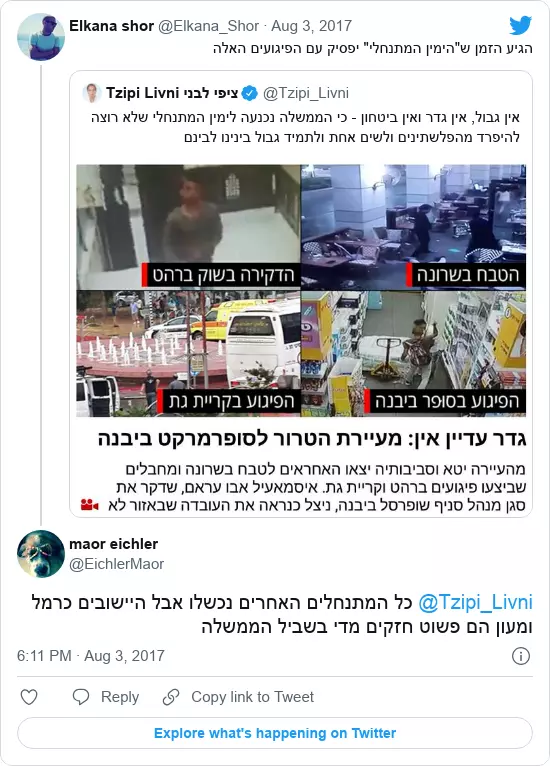 Elkana shor @Elkana_Shor · Aug 3, 2017
הגיע הזמן ש"הימין המתנחלי" יפסיק עם הפיגועים האלה
Tzipi Livni ציפי לבני @Tzipi_Livni
אין גבול, אין גדר ואין ביטחון - כי הממשלה נכנעה לימין המתנחלי שלא רוצה
להיפרד מהפלשתינים ולשים אחת ולתמיד גבול בינינו לבינם
הטבח בשרונה
הדקירה בשוק ברהט
הפיגוע בסופר ביבנה
הפיגוע בקריית גת
גדר עדיין אין: מעיירת הטרור לסופרמרקט ביבנה
מהעיירה יטא וסביבותיה יצאו האחראים לטבח בשרונה ומחבלים
שביצעו פיגועים ברהט וקריית גת. איסמאעיל אבו עראם, שדקר את
סגן מנהל סניף שופרסל ביבנה, ניצל כנראה את העובדה שבאזור לא
maor eichler
@EichlerMaor
@Tzipi_Livni כל המתנחלים האחרים נכשלו אבל היישובים כרמל
ומעון הם פשוט חזקים מדי בשביל הממשלה
6:11 PM · Aug 3, 2017
Reply
Copy link to Tweet
Explore what's happening on Twitter